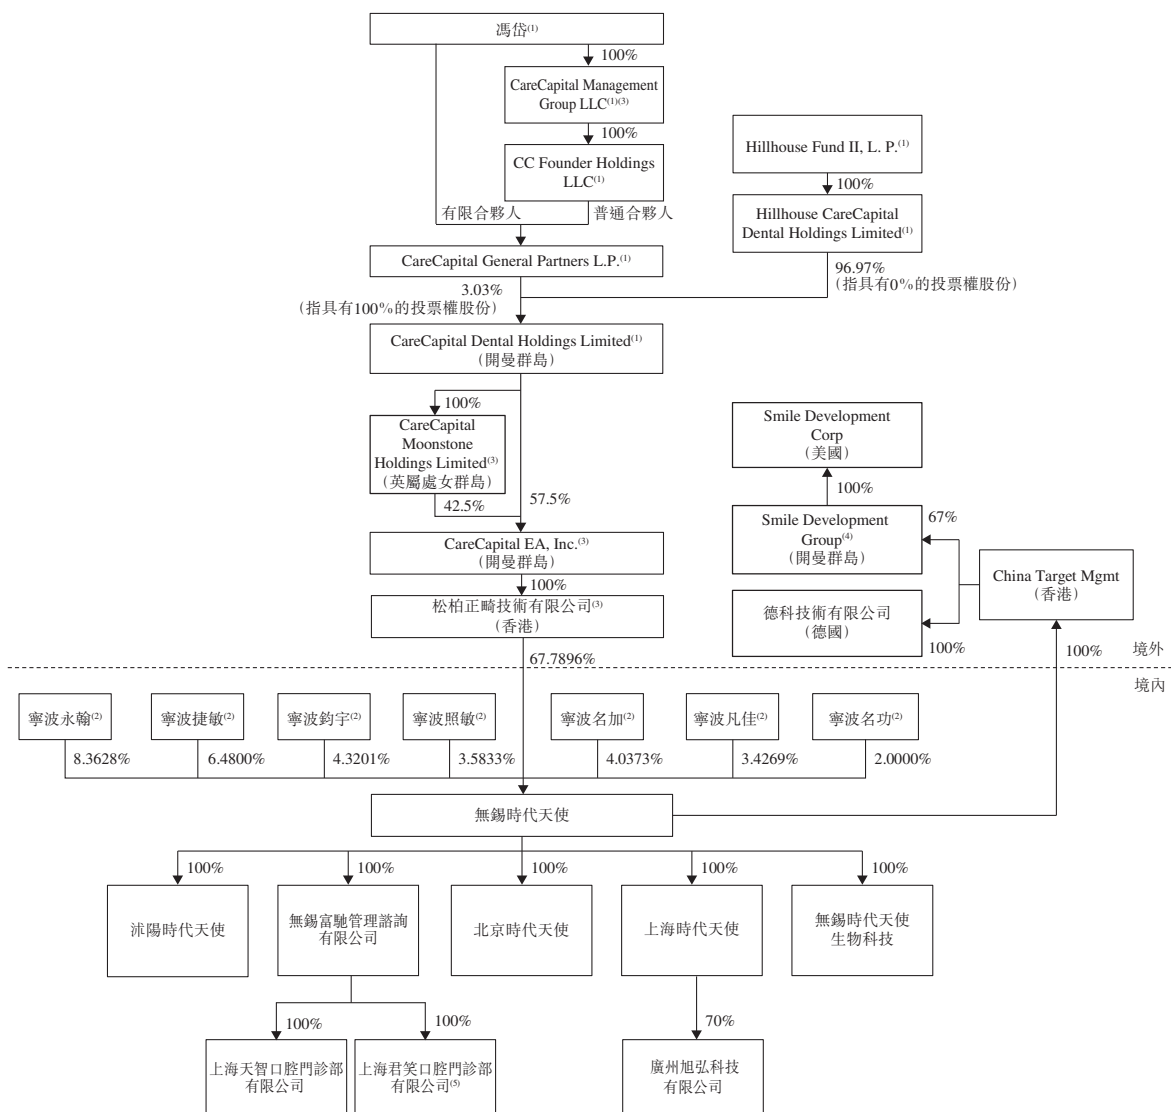 馮岱(1)
100%
CareCapital Management
Group LLC(1)(3)
100%
CC Founder Holdings
LLC(1)
Hillhouse Fund II, L. P.(1)
100%
Hillhouse CareCapital
Dental Holdings Limited(1)
有限合夥人
普通合夥人
CareCapital General Partners L.P.(1)
96.97%
(指具有0%的投票權股份)
3.03%
(指具有100%的投票權股份)
CareCapital Dental Holdings Limited(1)
(開曼群島)
100%
CareCapital
Moonstone
Holdings Limited(3)
(英屬處女群島)
42.5%
57.5%
CareCapital EA, Inc.(3)
(開曼群島)
100%
松柏正畸技術有限公司(3)
(香港)
67.7896%
Smile Development
Corp
(美國)
100%
Smile Development
Group(4)
(開曼群島)
67%
China Target Mgmt
(香港)
德科技術有限公司
(德國)
100%
100%
境外
境內
寧波永翰(2)
寧波捷敏(2)
寧波鈞宇(2)
寧波照敏(2)
寧波名加(2)
寧波凡佳(2)
寧波名功(2)
8.3628%
6.4800%
4.3201%
3.5833%
4.0373%
3.4269%
2.0000%
無錫時代天使
100%
100%
100%
100%
100%
沭陽時代天使
無錫富馳管理諮詢
有限公司
北京時代天使
上海時代天使
無錫時代天使
生物科技
100%
100%
70%
上海天智口腔門診部
有限公司
上海君笑口腔門診部
有限公司(5)
廣州旭弘科技
有限公司